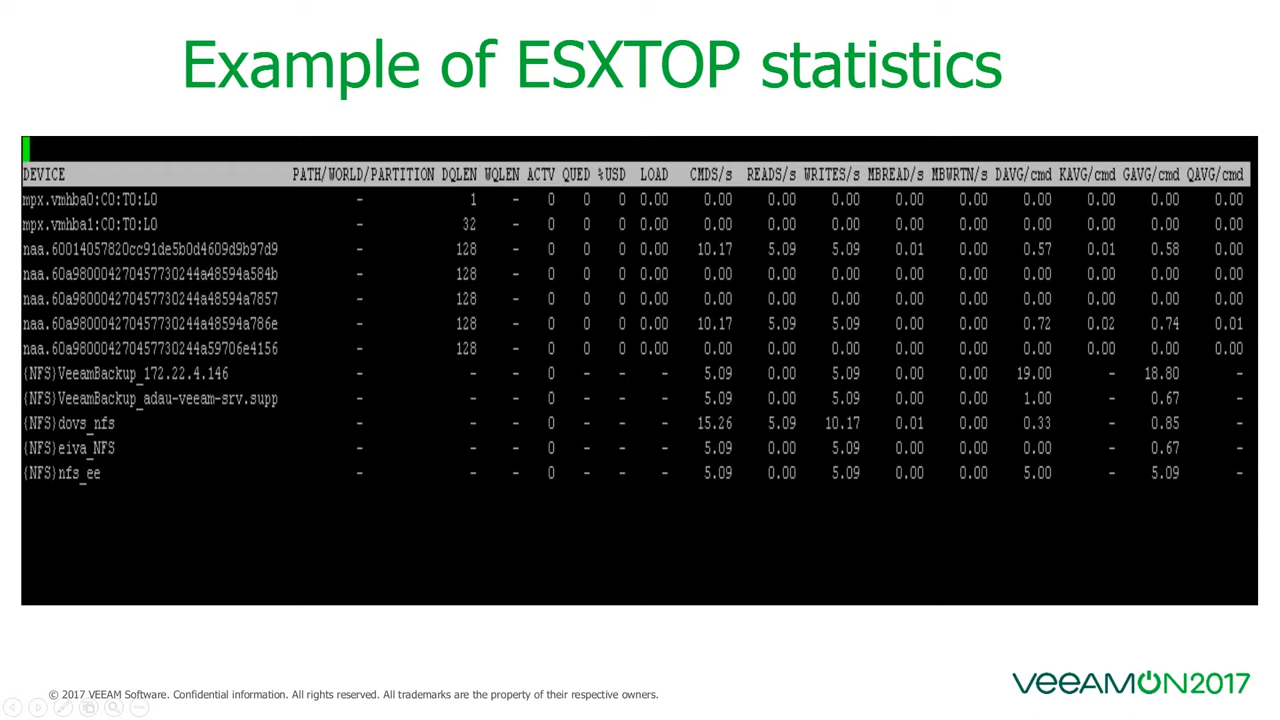 Example of ESXTOP statistics
DEVICE PATH/WORLD/PARTITION DQLEN WQLEN ACTV QUED %USD LOAD CMDS/s READS/s WRITES/s MBREAD/s MBWRTN/s DAVG/cmd KAVG/cmd GAVG/cmd QAVG/cmd
mpx.vmhba0:C0:T0:L0 - 1 - 0 0 0 0.00 0.00 0.00 0.00 0.00 0.00 0.00 0.00 0.00 0.00
mpx.vmhba1:C0:T0:L0 - 32 - 0 0 0 0.00 0.00 0.00 0.00 0.00 0.00 0.00 0.00 0.00 0.00
naa.60014057820cc91de5b0d4609d9b97d9 - 128 - 0 0 0 0.00 10.17 5.09 5.09 0.01 0.00 0.57 0.01 0.58 0.00
naa.60a980004270457730244a48594a584b - 128 - 0 0 0 0.00 0.00 0.00 0.00 0.00 0.00 0.00 0.00 0.00 0.00
naa.60a980004270457730244a48594a7857 - 128 - 0 0 0 0.00 0.00 0.00 0.00 0.00 0.00 0.00 0.00 0.00 0.00
naa.60a980004270457730244a48594a786e - 128 - 0 0 0 0.00 10.17 5.09 5.09 0.00 0.00 0.72 0.02 0.74 0.01
naa.60a980004270457730244a59706e4156 - 128 - 0 0 0 0.00 0.00 0.00 0.00 0.00 0.00 0.00 0.00 0.00 0.00
{NFS}VeeamBackup_172.22.4.146 - - - 0 - - - 5.09 0.00 5.09 0.00 0.00 19.00 - 18.80 -
{NFS}VeeamBackup_adau-veeam-srv.supp - - - 0 - - - 5.09 0.00 5.09 0.00 0.00 1.00 - 0.67 -
{NFS}dovs_nfs - - - 0 - - - 15.26 5.09 10.17 0.01 0.00 0.33 - 0.85 -
{NFS}eiva_NFS - - - 0 - - - 5.09 0.00 5.09 0.00 0.00 0.00 - 0.67 -
{NFS}nfs_ee - - - 0 - - - 5.09 0.00 5.09 0.00 0.00 5.00 - 5.09 -
© 2017 VEEAM Software. Confidential information. All rights reserved. All trademarks are the property of their respective owners.
VEEAMON2017